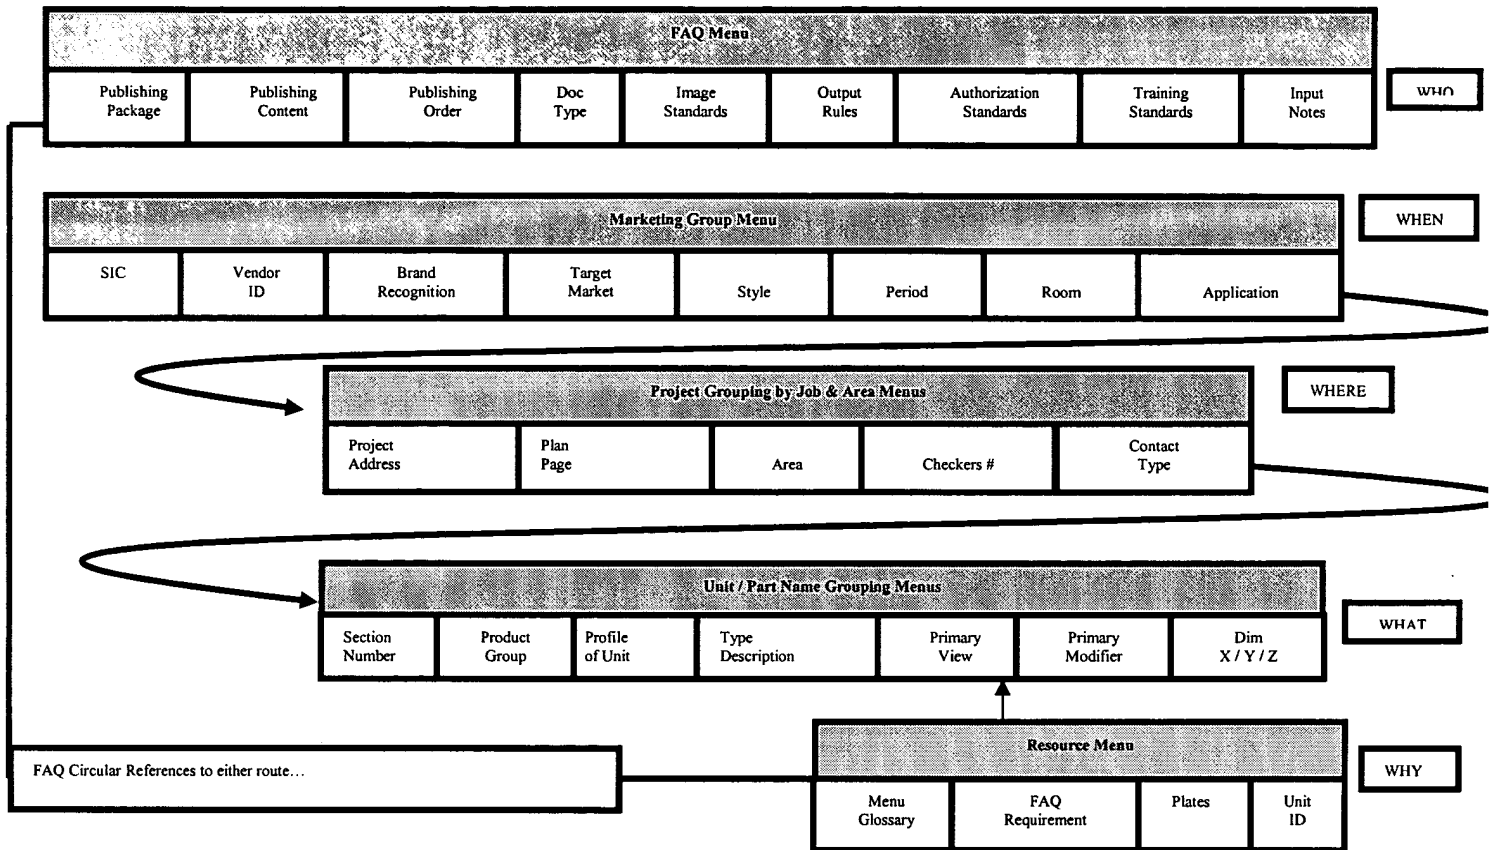 FAQ Menu
Publishing Package
Publishing Content
Publishing Order
Doc Type
Image Standards
Output Rules
Authorization Standards
Training Standards
Input Notes
WHO
Marketing Group Menu
WHEN
SIC
Vendor ID
Brand Recognition
Target Market
Style
Period
Room
Application
Project Grouping by Job & Area Menus
WHERE
Project Address
Plan Page
Area
Checkers #
Contact Type
Unit / Part Name Grouping Menus
WHAT
Section Number
Product Group
Profile of Unit
Type Description
Primary View
Primary Modifier
Dim X / Y / Z
Resource Menu
WHY
FAQ Circular References to either route...
Menu Glossary
FAQ Requirement
Plates
Unit ID